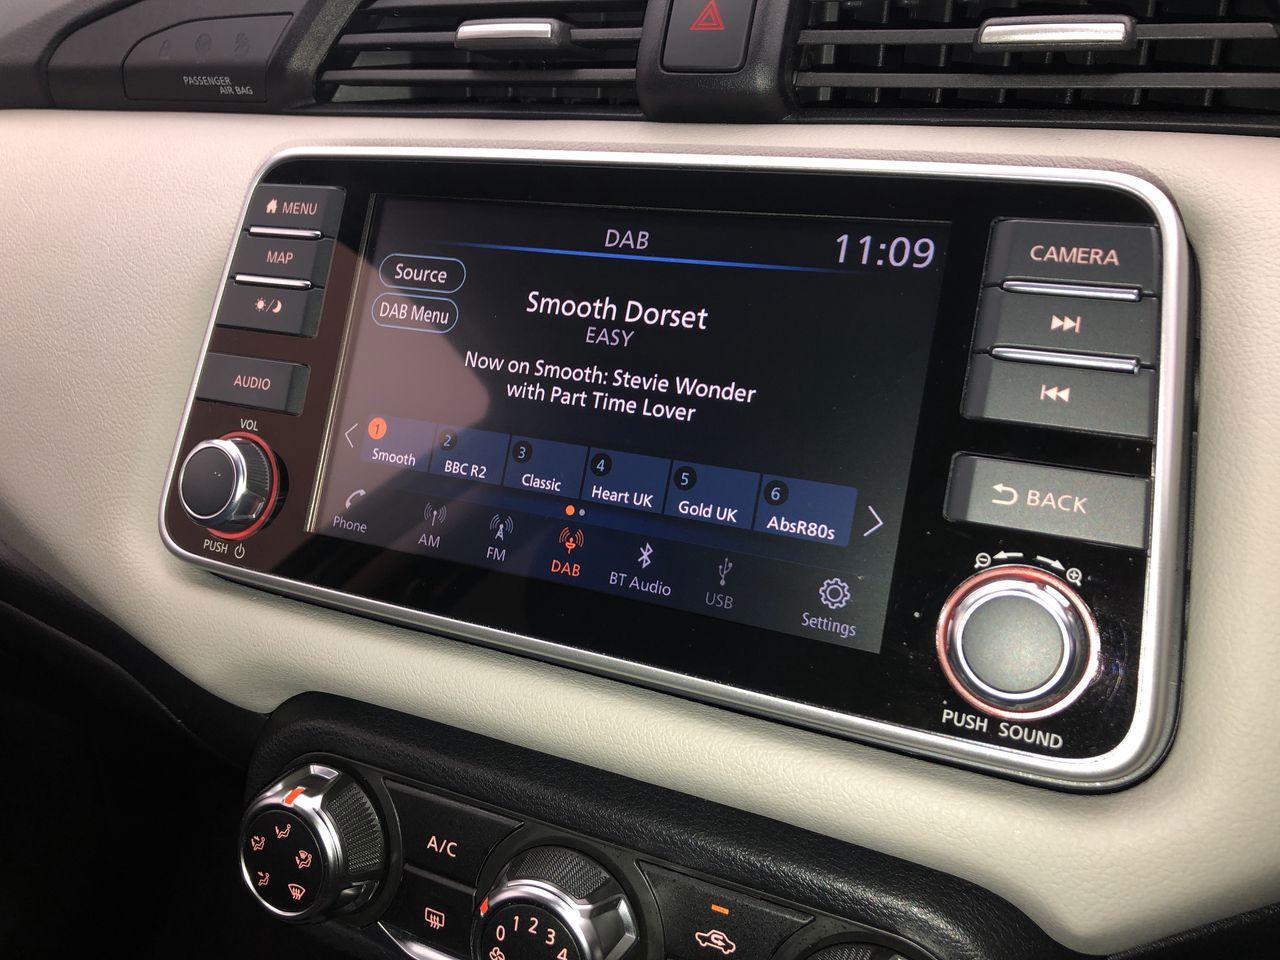 PASSENGER
AIR BAG
MENU
MAP
AUDIO
VOL
PUSH
DAB
11:09
Source
DAB Menu
Smooth Dorset
EASY
Now on Smooth: Stevie Wonder
with Part Time Lover
1
Smooth
2
BBC R2
3
Classic
4
Heart UK
5
Gold UK
6
AbsR80s
Phone
AM
FM
DAB
BT Audio
USB
Settings
CAMERA
BACK
PUSH SOUND
A/C
0 1 2 3 4